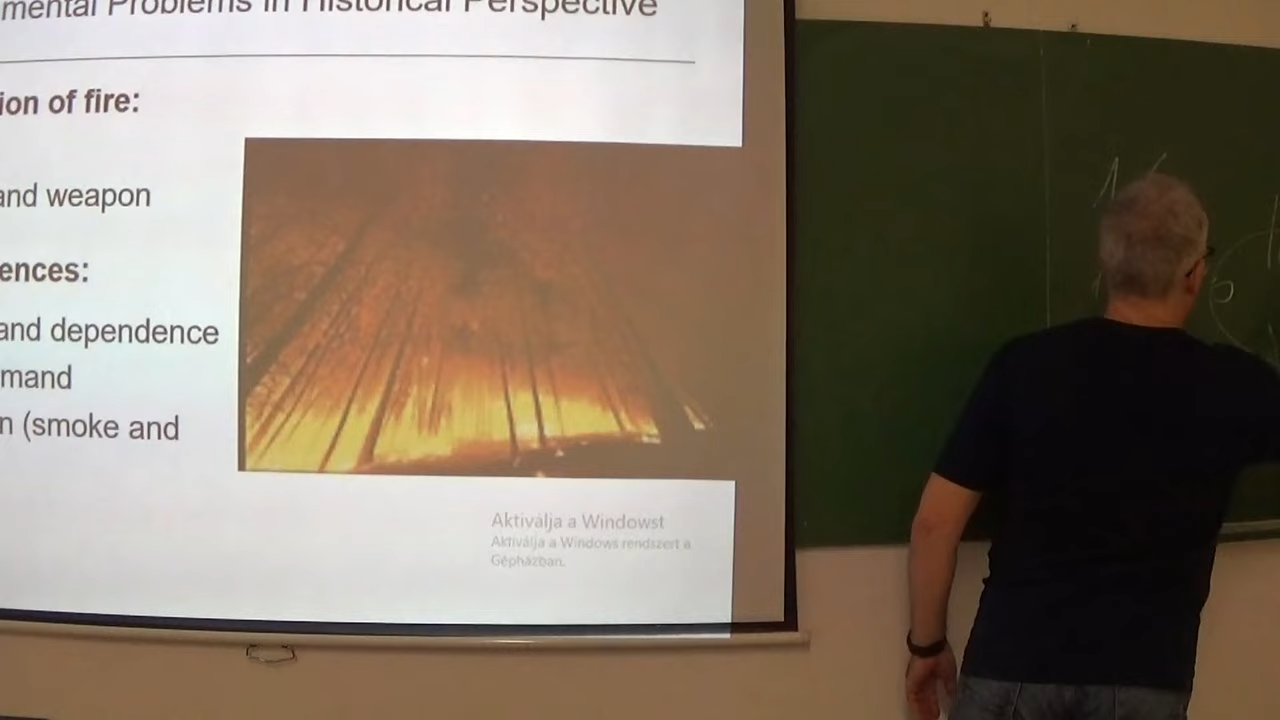 mental Problems in Historical Perspective
ion of fire:
and weapon
ences:
and dependence
mand
n (smoke and
Aktiválja a Windowst
Aktiválja a Windows rendszert a
Gépházban.